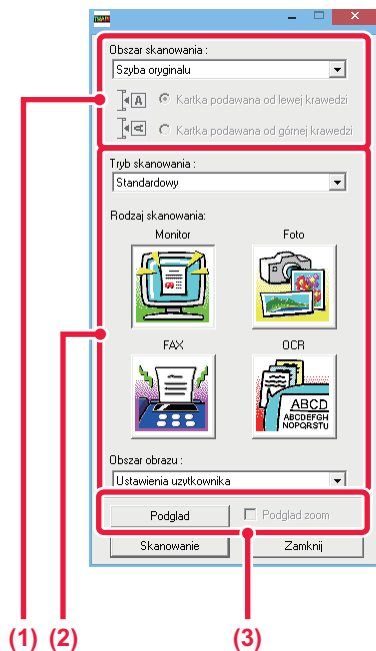 TWAIN
Obszar skanowania :
Szyba oryginalu
A Kartka podawana od lewej krawedzi
A Kartka podawana od górnej krawedzi
Tryb skanowania :
Standardowy
Rodzaj skanowania:
Monitor Foto
FAX OCR
ABCD
ABCDEFGH
NOPQRSTU
Obszar obrazu :
Ustawienia uzytkownika
Podglad Podglad zoom
Skanowanie Zamknij
(1) (2) (3)